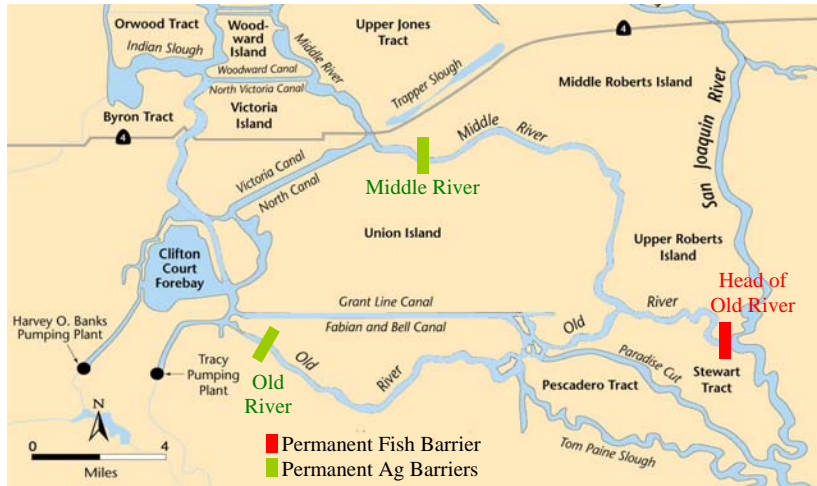 Orwood Tract
Indian Slough
Wood-
ward
Island
Woodward Canal
North Victoria Canal
Middle River
Upper Jones
Tract
Trapper Slough
4
Middle Roberts Island
San Joaquin River
Byron Tract
4
Victoria
Island
Victoria Canal
North Canal
Middle River
Middle River
Union Island
Upper Roberts
Island
Clifton
Court
Forebay
Head of
Old River
Grant Line Canal
Fabian and Bell Canal
Old River
Harvey O. Banks
Pumping Plant
Tracy
Pumping
Plant
Old
River
Old River
Paradise Cut
Stewart
Tract
Pescadero Tract
Tom Paine Slough
N
0 4
Miles
Permanent Fish Barrier
Permanent Ag Barriers